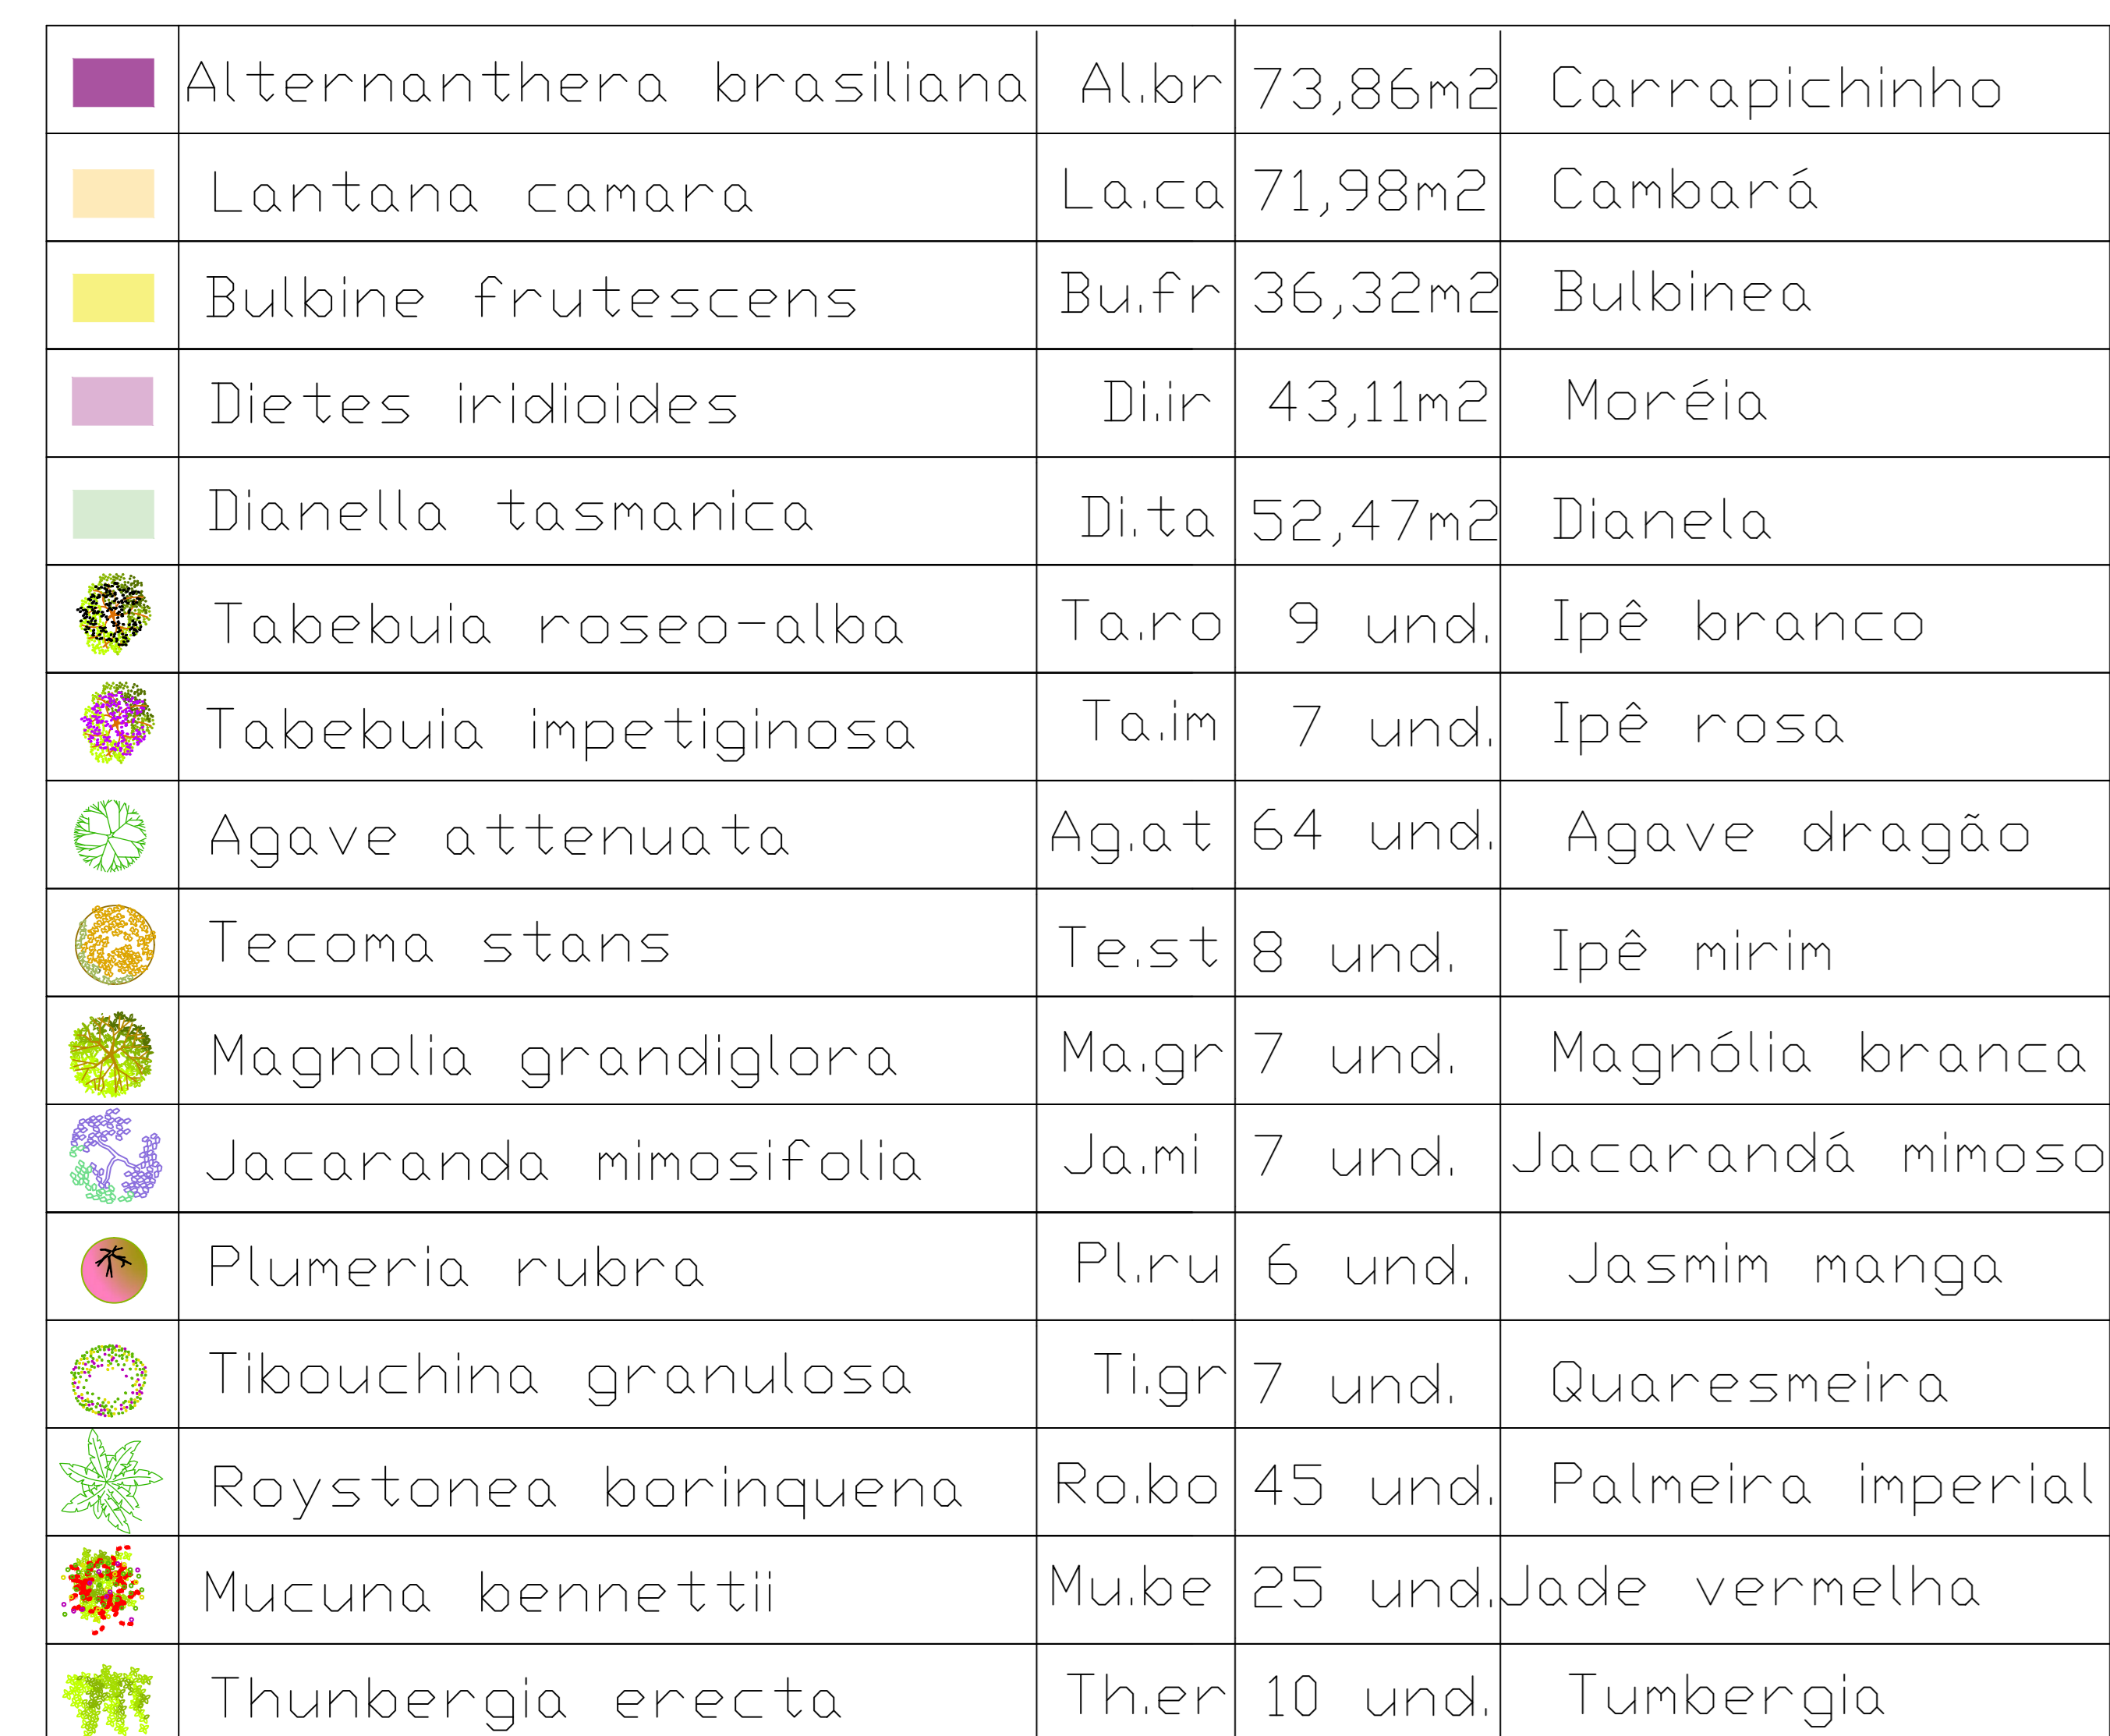 Alternanthera brasiliana Al.br 73,86m2 Carrapichinho
Lantana camara La.ca 71,98m2 Cambará
Bulbine frutescens Bu.fr 36,32m2 Bulbinea
Dietes iridioides Di.ir 43,11m2 Moréia
Dianella tasmanica Di.ta 52,47m2 Dianela
Tabebuia roseo-alba Ta.ro 9 und. Ipê branco
Tabebuia impetiginosa Ta.im 7 und. Ipê rosa
Agave attenuata Ag.at 64 und. Agave dragão
Tecoma stans Te.st 8 und. Ipê mirim
Magnolia grandiglora Ma.gr 7 und. Magnólia branca
Jacaranda mimosifolia Ja.mi 7 und. Jacarandá mimoso
Plumeria rubra Pl.ru 6 und. Jasmim manga
Tibouchina granulosa Ti.gr 7 und. Quaresmeira
Roystonea borinquena Ro.bo 45 und. Palmeira imperial
Mucuna bennettii Mu.be 25 und. Jade vermelha
Thunbergia erecta Th.er 10 und. Tumbergia